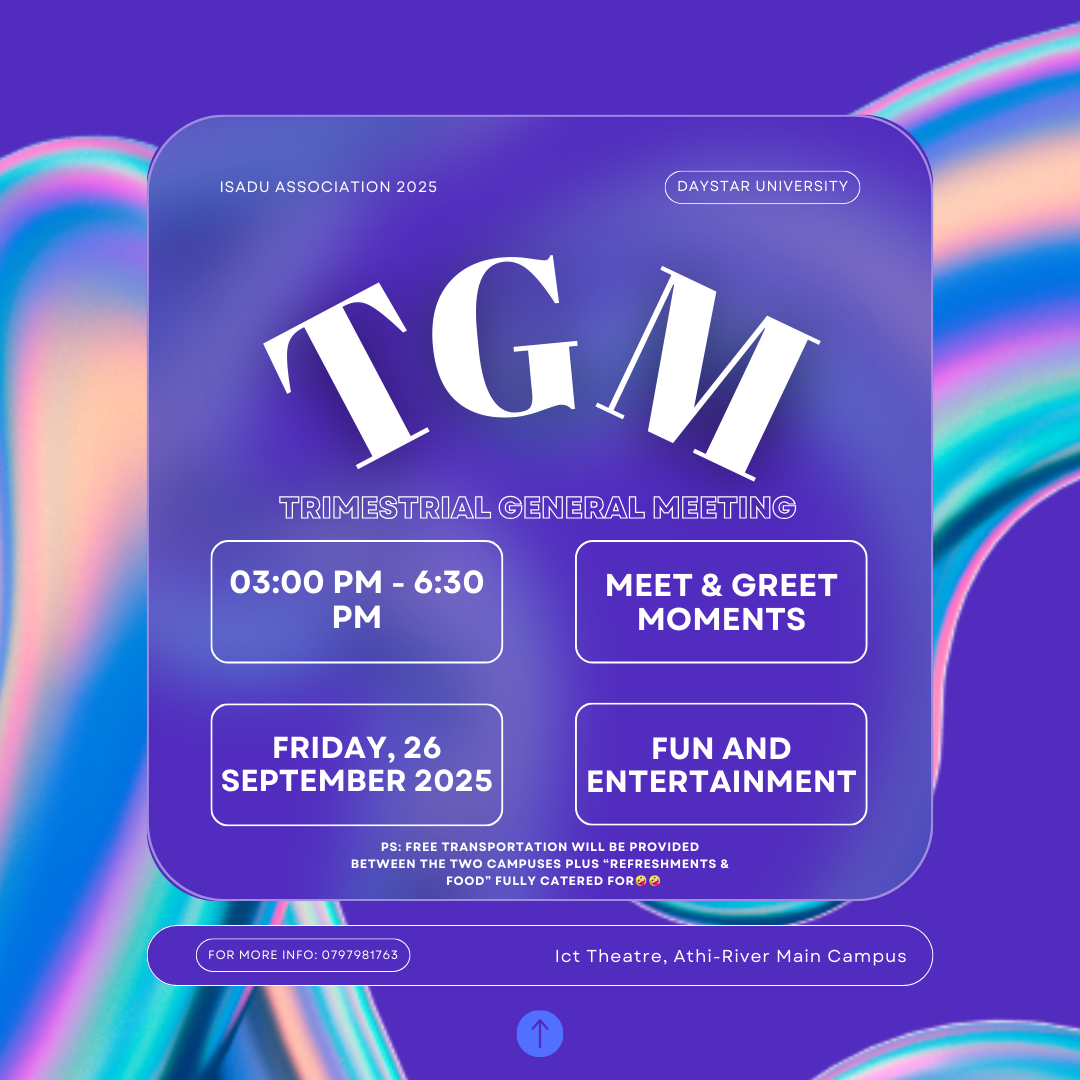 ISADU ASSOCIATION 2025
DAYSTAR UNIVERSITY
TGM
TRIMESTRIAL GENERAL MEETING
03:00 PM - 6:30
PM
MEET & GREET
MOMENTS
FRIDAY, 26
SEPTEMBER 2025
FUN AND
ENTERTAINMENT
PS: FREE TRANSPORTATION WILL BE PROVIDED
BETWEEN THE TWO CAMPUSES PLUS “REFRESHMENTS &
FOOD” FULLY CATERED FOR🤣🤣
FOR MORE INFO: 0797981763
Ict Theatre, Athi-River Main Campus